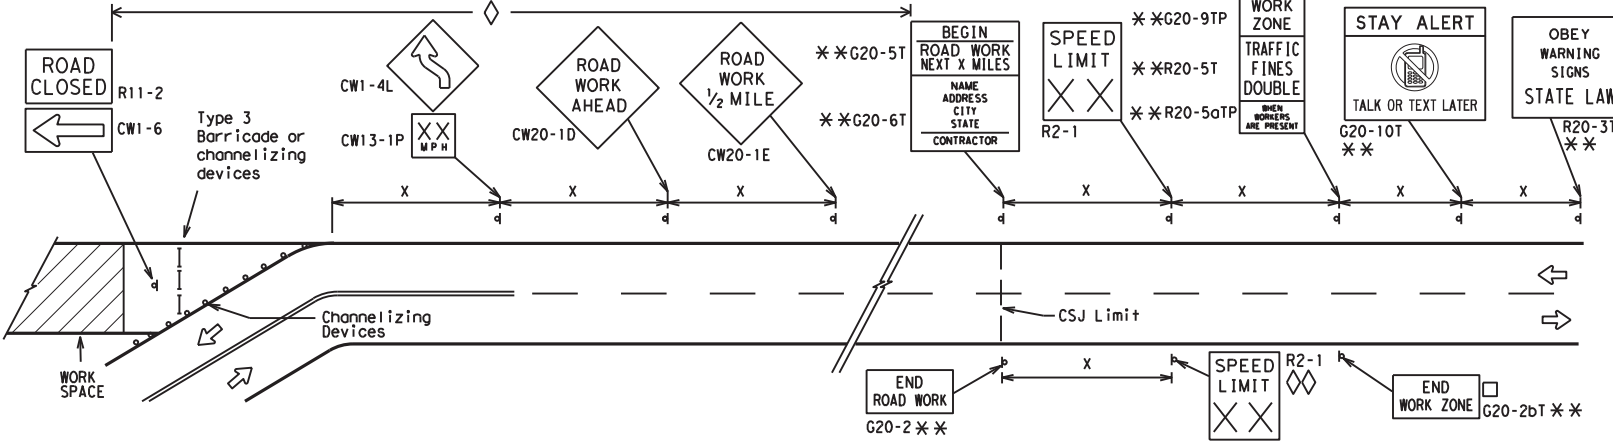 ROAD
CLOSED
R11-2
CW1-6
Type 3
Barricade or
channelizing
devices
CW1-4L
XX
MPH
CW13-1P
ROAD
WORK
AHEAD
CW20-1D
ROAD
WORK
1/2 MILE
CW20-1E
**G20-5T
**G20-6T
BEGIN
ROAD WORK
NEXT X MILES
NAME
ADDRESS
CITY
STATE
CONTRACTOR
SPEED
LIMIT
XX
R2-1
**G20-9TP
**R20-5T
**R20-5aTP
WORK
ZONE
TRAFFIC
FINES
DOUBLE
WHEN
WORKERS
ARE PRESENT
STAY ALERT
TALK OR TEXT LATER
G20-10T
**
OBEY
WARNING
SIGNS
STATE LAW
R20-3T
**
X
X
X
X
X
X
X
Channelizing
Devices
CSJ Limit
WORK
SPACE
END
ROAD WORK
G20-2 **
X
SPEED
LIMIT
XX
R2-1
END
WORK ZONE
G20-2bT **